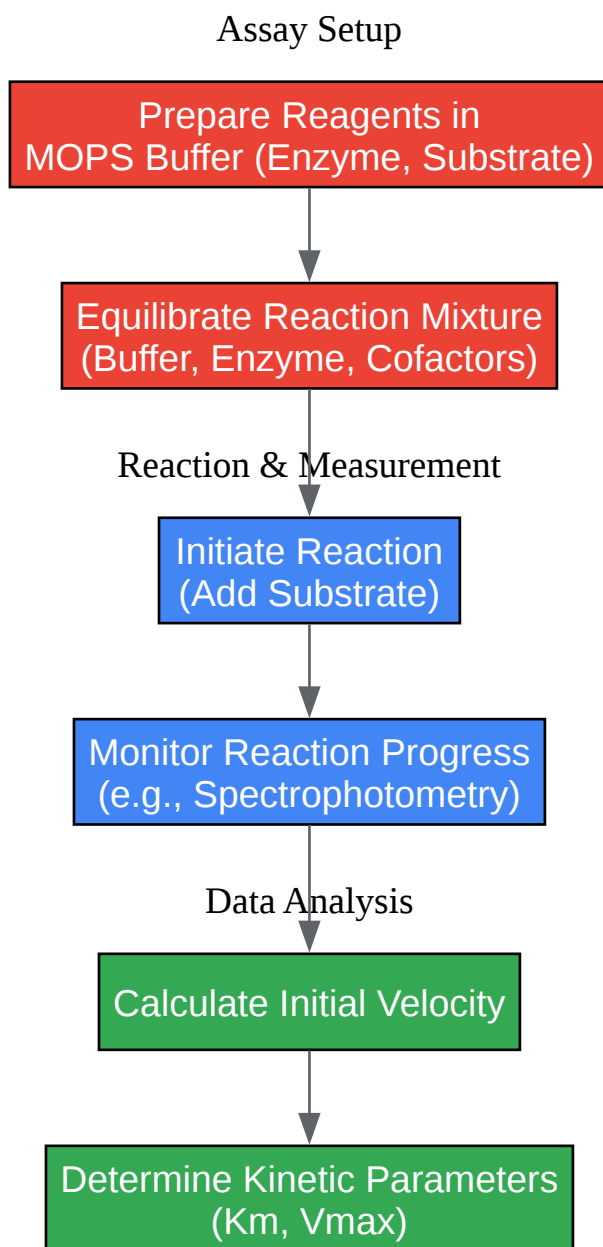 Assay Setup
Prepare Reagents in
MOPS Buffer (Enzyme, Substrate)
Equilibrate Reaction Mixture
(Buffer, Enzyme, Cofactors)
Reaction & Measurement
Initiate Reaction
(Add Substrate)
Monitor Reaction Progress
(e.g., Spectrophotometry)
Data Analysis
Calculate Initial Velocity
Determine Kinetic Parameters
(Km, Vmax)